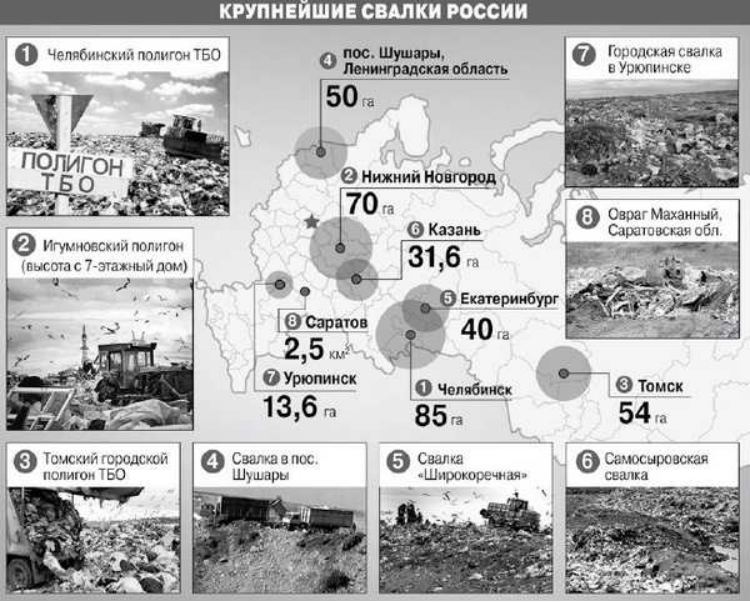 КРУПНЕЙШИЕ СВАЛКИ РОССИИ
1 Челябинский полигон ТБО
ПОЛИГОН
ТБО
4 пос. Шушары,
Ленинградская область
50 га
7 Городская свалка
в Урюпинске
2 Нижний Новгород
70 га
8 Овраг Маханный,
Саратовская обл.
2 Игумновский полигон
(высота с 7-этажный дом)
6 Казань
31,6 га
5 Екатеринбург
40 га
8 Саратов
2,5 км
7 Урюпинск
13,6 га
1 Челябинск
85 га
3 Томск
54 га
3 Томский городской
полигон ТБО
4 Свалка в пос.
Шушары
5 Свалка
«Широкоречная»
6 Самосыровская
свалка